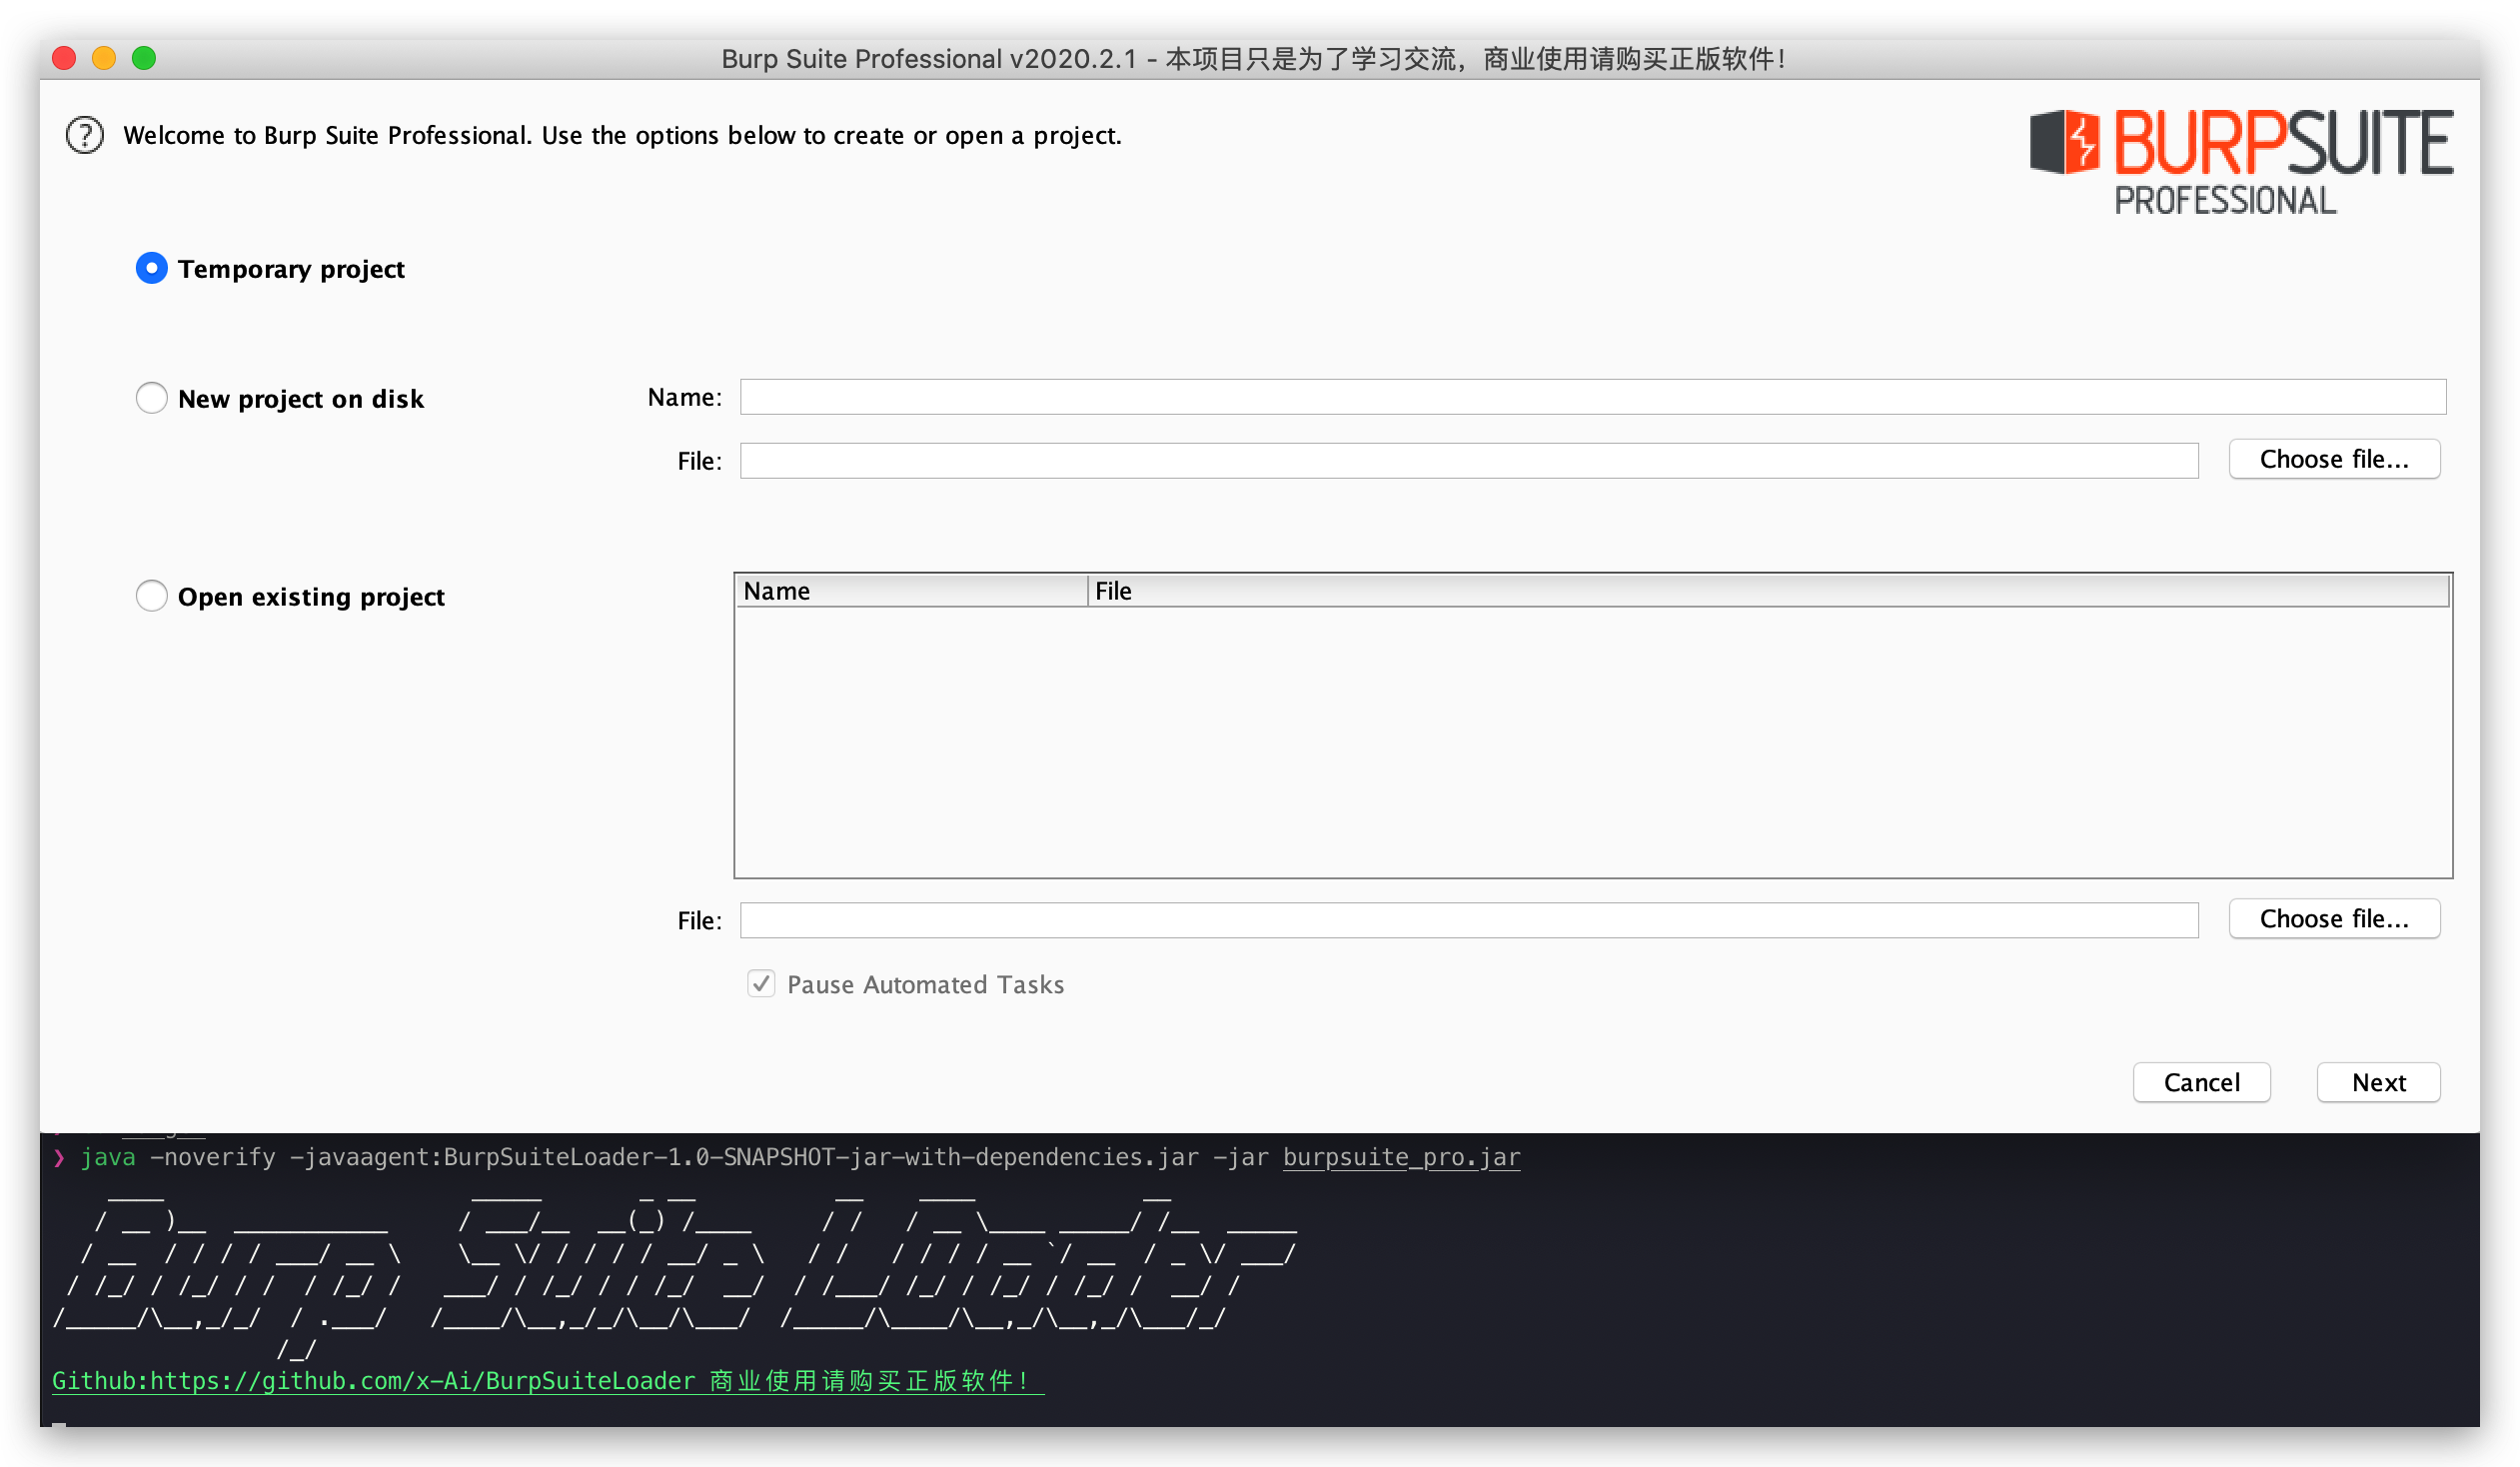 Burp Suite Professional v2020.2.1 - 本项目只是为了学习交流，商业使用请购买正版软件！
? Welcome to Burp Suite Professional. Use the options below to create or open a project.
BURPSUITE
PROFESSIONAL
Temporary project
New project on disk
Name:
File:
Choose file...
Open existing project
Name
File
File:
Choose file...
Pause Automated Tasks
Cancel
Next
❯ java -noverify -javaagent:BurpSuiteLoader-1.0-SNAPSHOT-jar-with-dependencies.jar -jar burpsuite_pro.jar
Burp Suite Loader
Github:https://github.com/x-Ai/BurpSuiteLoader 商业使用请购买正版软件！